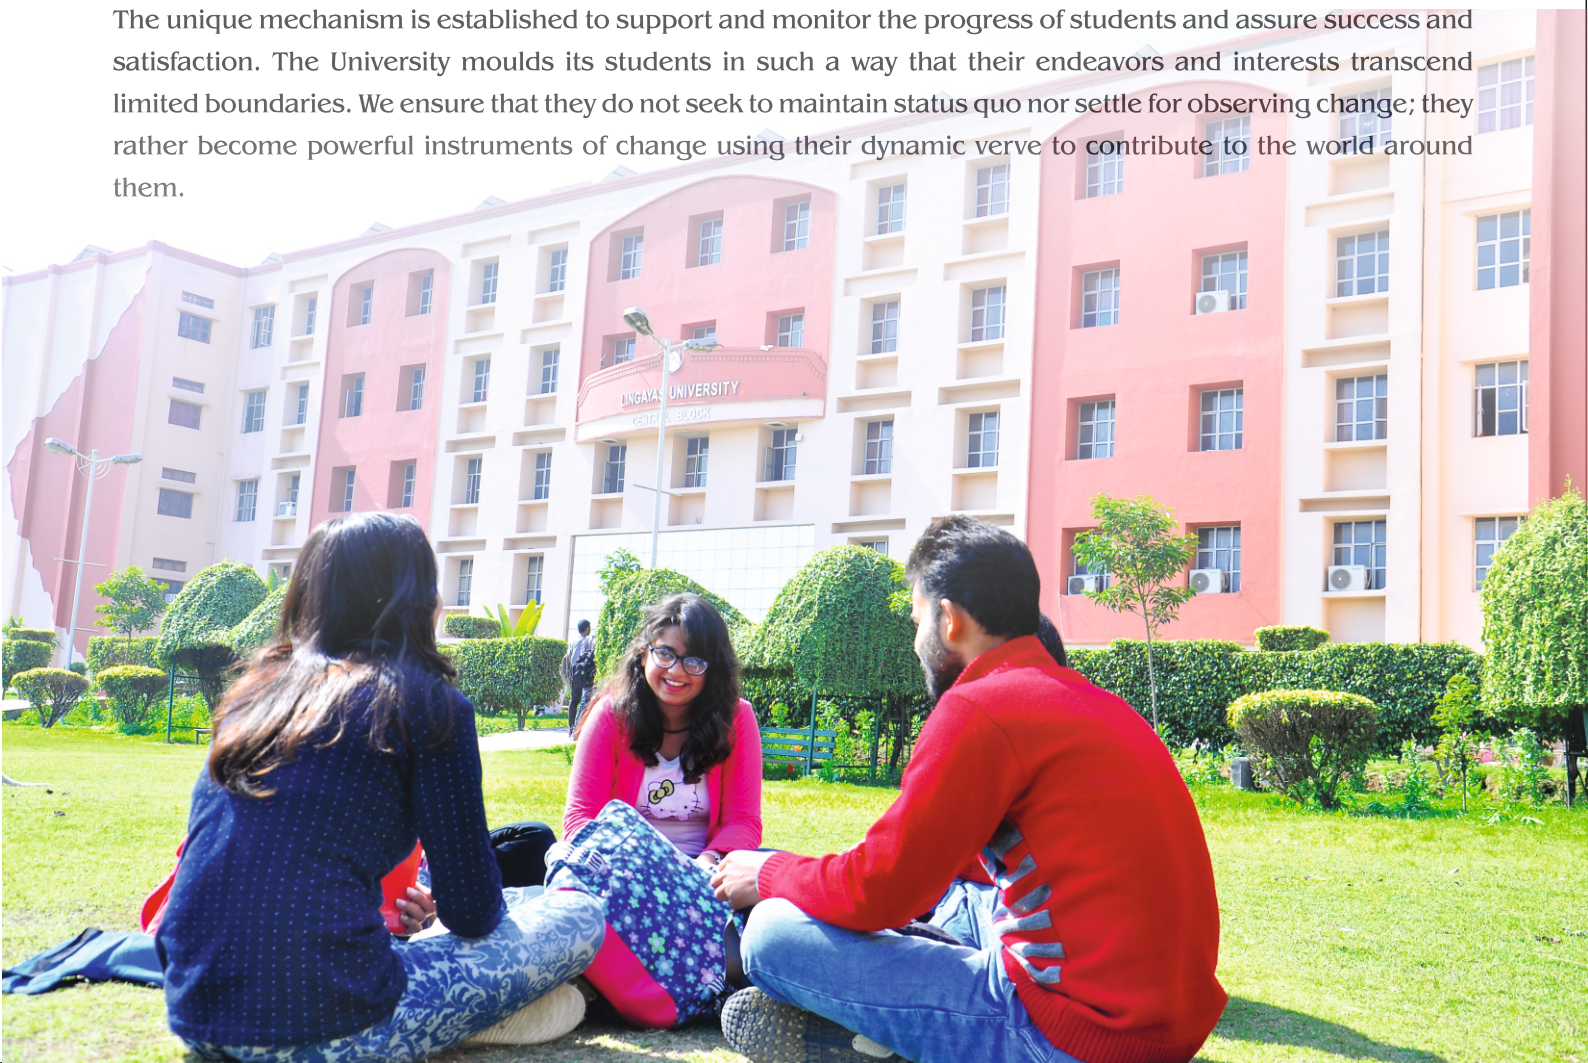 The unique mechanism is established to support and monitor the progress of students and assure success and
satisfaction. The University moulds its students in such a way that their endeavors and interests transcend
limited boundaries. We ensure that they do not seek to maintain status quo nor settle for observing change; they
rather become powerful instruments of change using their dynamic verve to contribute to the world around
them.
LINGAYAS UNIVERSITY
CENTRAL BLOCK